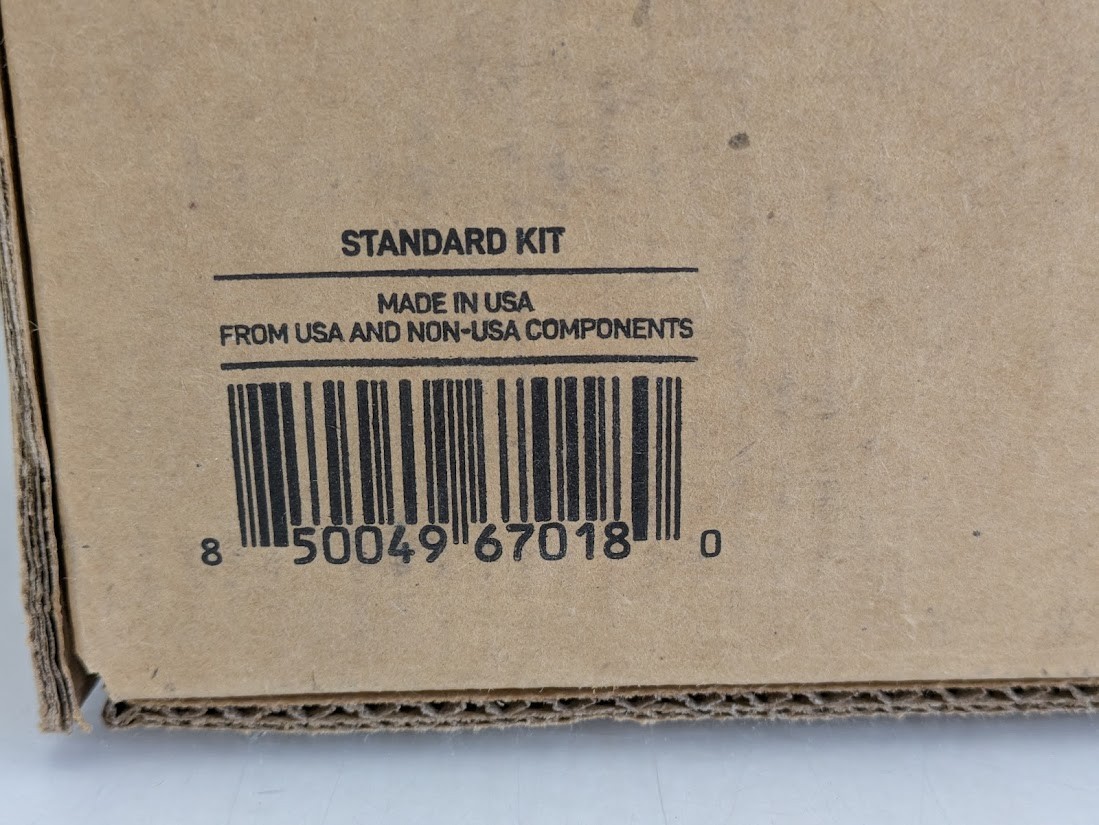 STANDARD KIT
MADE IN USA
FROM USA AND NON-USA COMPONENTS
8 50049 67018 0